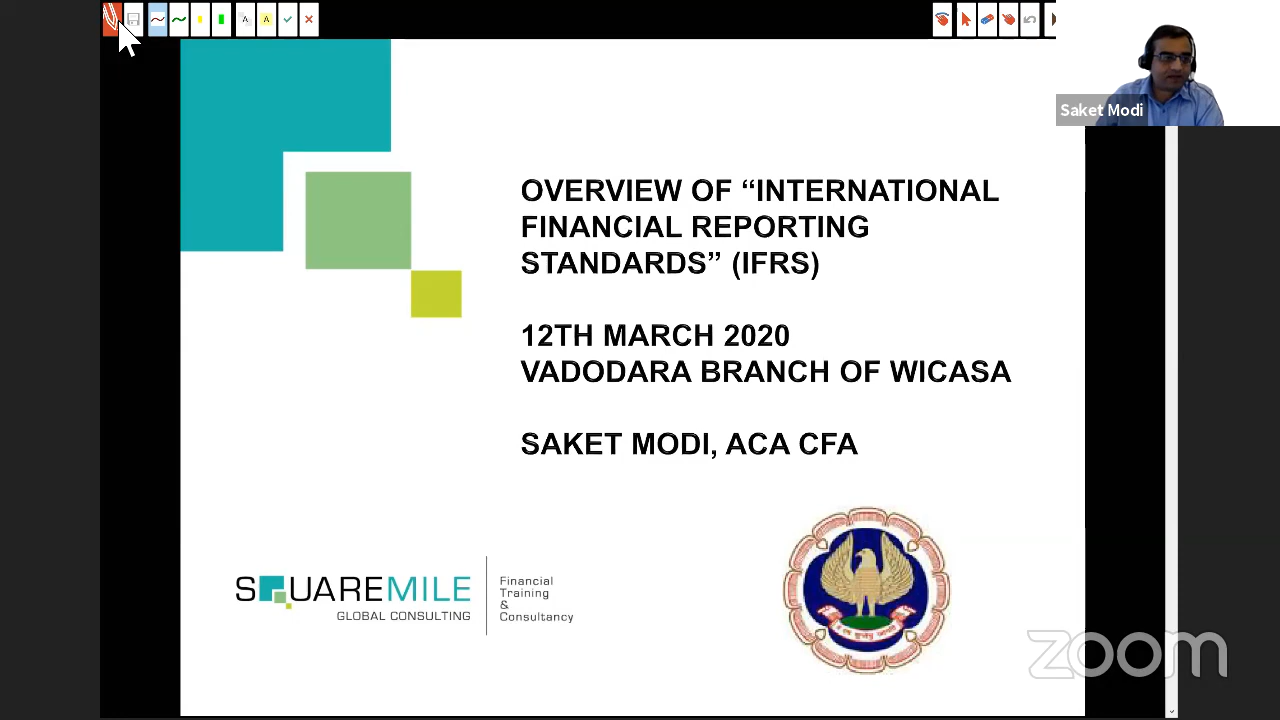 A
A
Saket Modi
OVERVIEW OF “INTERNATIONAL
FINANCIAL REPORTING
STANDARDS” (IFRS)
12TH MARCH 2020
VADODARA BRANCH OF WICASA
SAKET MODI, ACA CFA
SQUAREMILE
GLOBAL CONSULTING
Financial
Training
&
Consultancy
zoom